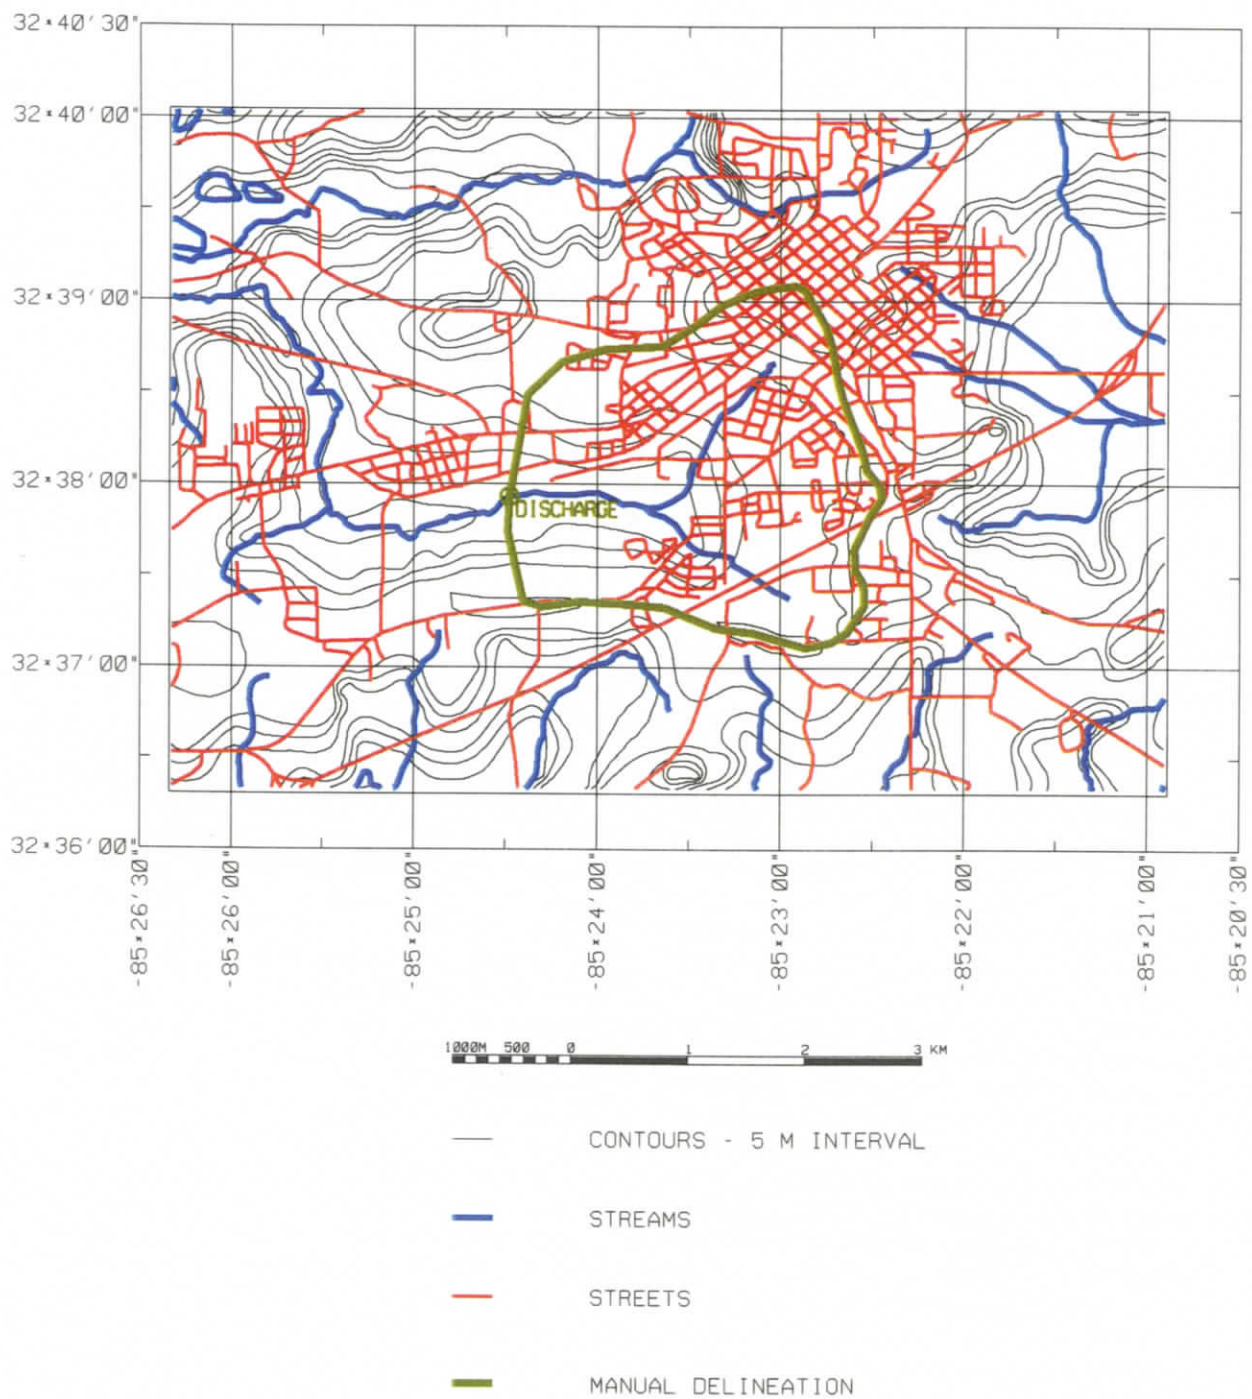 32*40'30"
32*40'00"
32*39'00"
32*38'00"
DISCHARGE
32*37'00"
32*36'00"
-85*26'30"
-85*26'00"
-85*25'00"
-85*24'00"
-85*23'00"
-85*22'00"
-85*21'00"
-85*20'30"
1000M 500 0 1 2 3 KM
CONTOURS - 5 M INTERVAL
STREAMS
STREETS
MANUAL DELINEATION